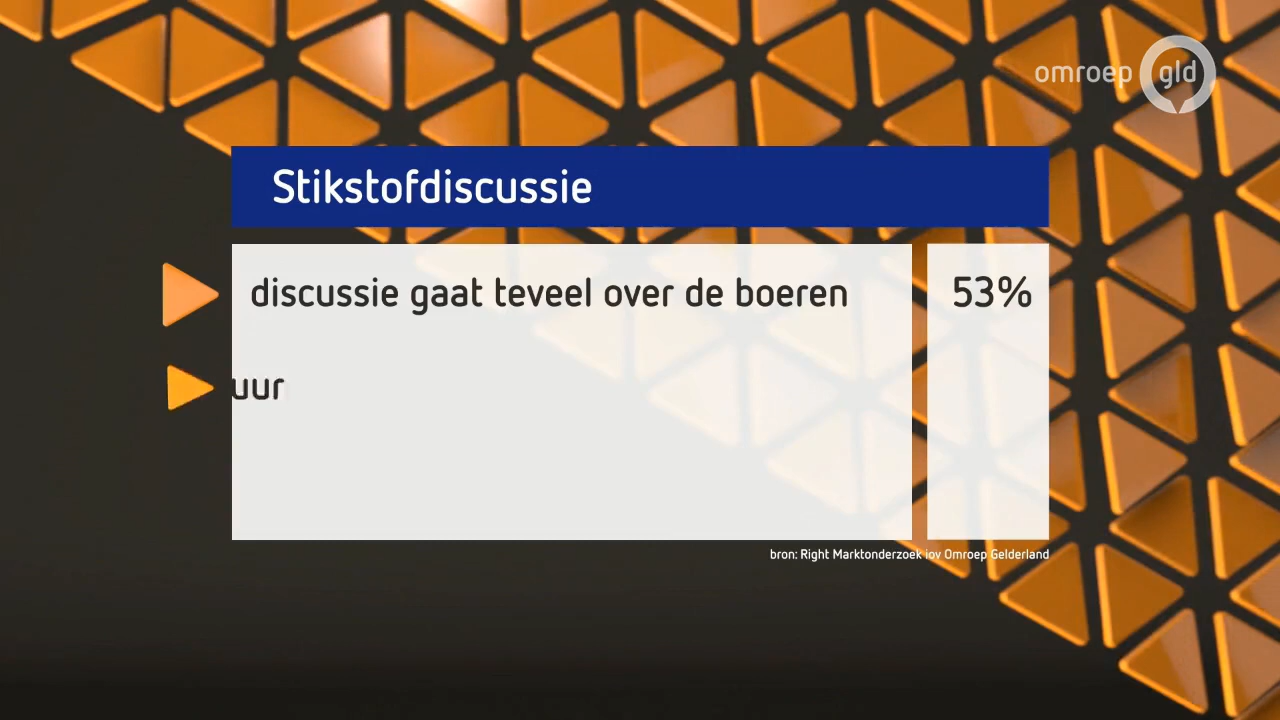 omroep gld
Stikstofdiscussie
discussie gaat teveel over de boeren 53%
uur
bron: Right Marktonderzoek iov Omroep Gelderland